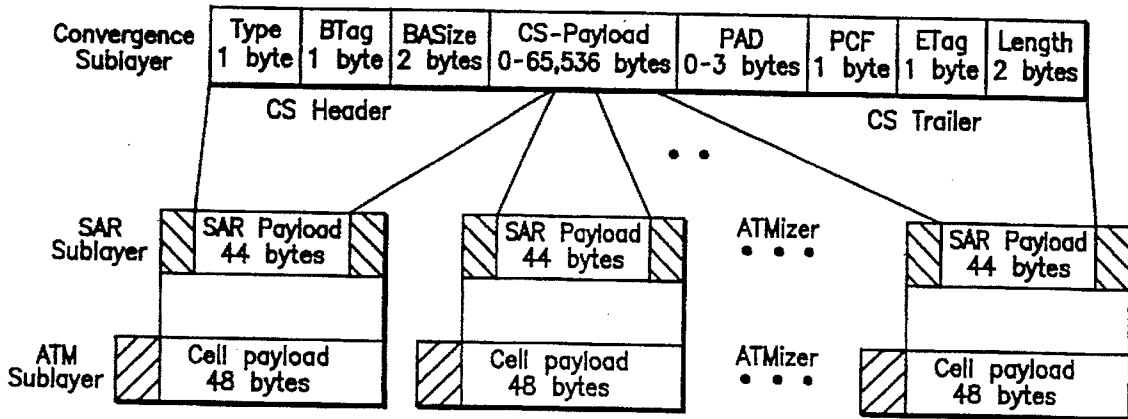 Convergence
Sublayer
Type
1 byte
BTag
1 byte
BASize
2 bytes
CS-Payload
0-65,536 bytes
PAD
0-3 bytes
PCF
1 byte
ETag
1 byte
Length
2 bytes
CS Header
CS Trailer
SAR
Sublayer
SAR Payload
44 bytes
SAR Payload
44 bytes
ATMizer
SAR Payload
44 bytes
ATM
Sublayer
Cell payload
48 bytes
Cell payload
48 bytes
ATMizer
Cell payload
48 bytes